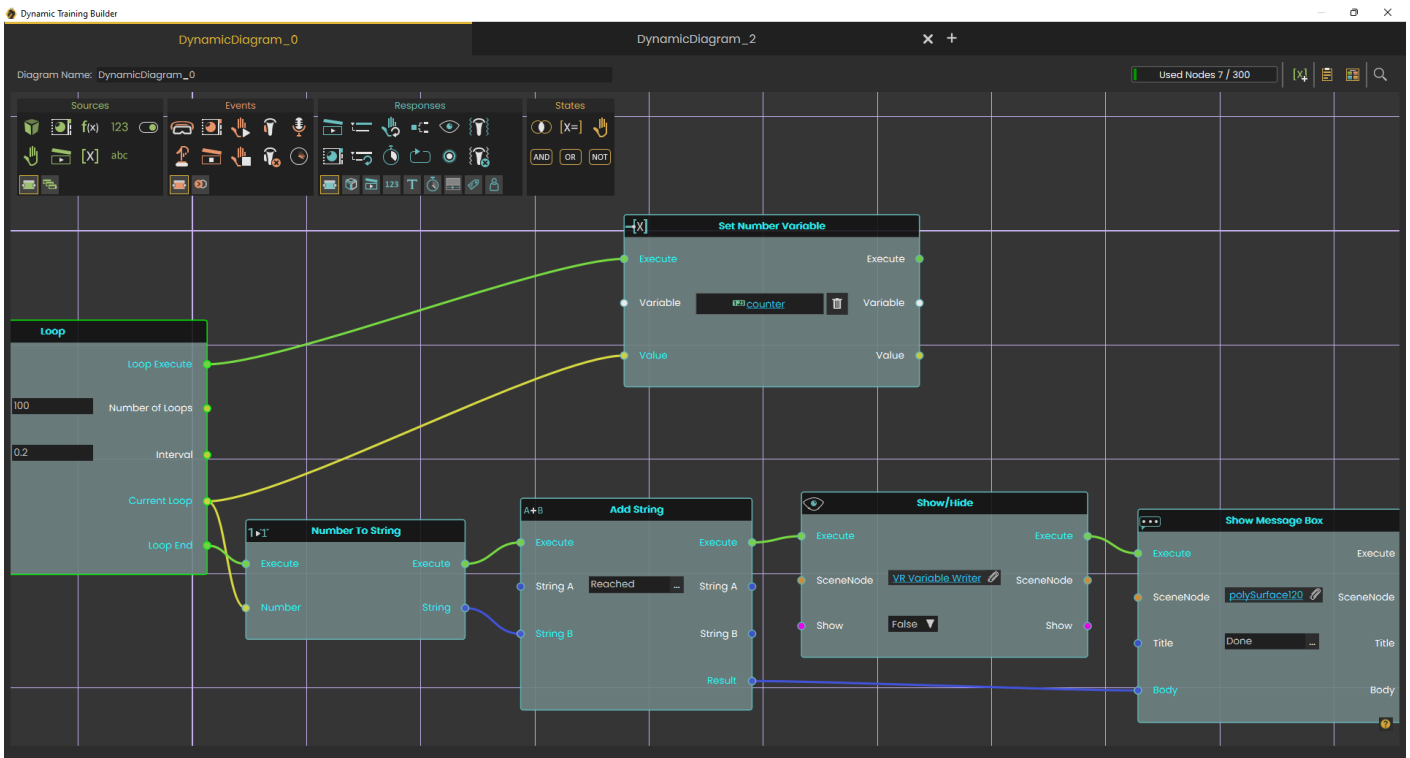 Dynamic Training Builder
DynamicDiagram_0
DynamicDiagram_2
Diagram Name: DynamicDiagram_0
Used Nodes 7 / 300
Sources
Events
Responses
States
f(x)
123
[X]
abc
[X=]
AND
OR
NOT
123
T
[X]
Set Number Variable
Execute
Execute
Variable
123 counter
Variable
Value
Value
Loop
Loop Execute
100
Number of Loops
0.2
Interval
Current Loop
Loop End
Number To String
Execute
Execute
Number
String
A+B
Add String
Execute
Execute
String A
Reached
...
String A
String B
String B
Result
Show/Hide
Execute
Execute
SceneNode
VR Variable Writer
SceneNode
Show
False
Show
Show Message Box
Execute
Execute
SceneNode
polySurface120
SceneNode
Title
Done
...
Title
Body
Body
?